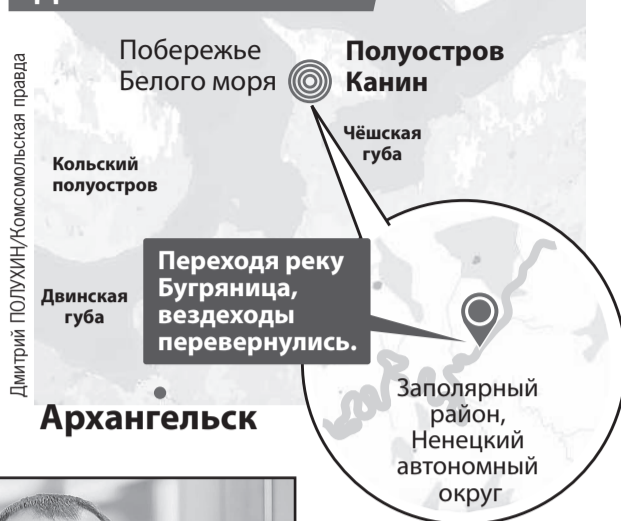 Побережье
Белого моря
Полуостров
Канин
Чёшская
губа
Кольский
полуостров
Двинская
губа
Переходя реку
Бугряница,
вездеходы
перевернулись.
Архангельск
Заполярный
район,
Ненецкий
автономный
округ
Дмитрий ПОЛУХИН/Комсомольская правда